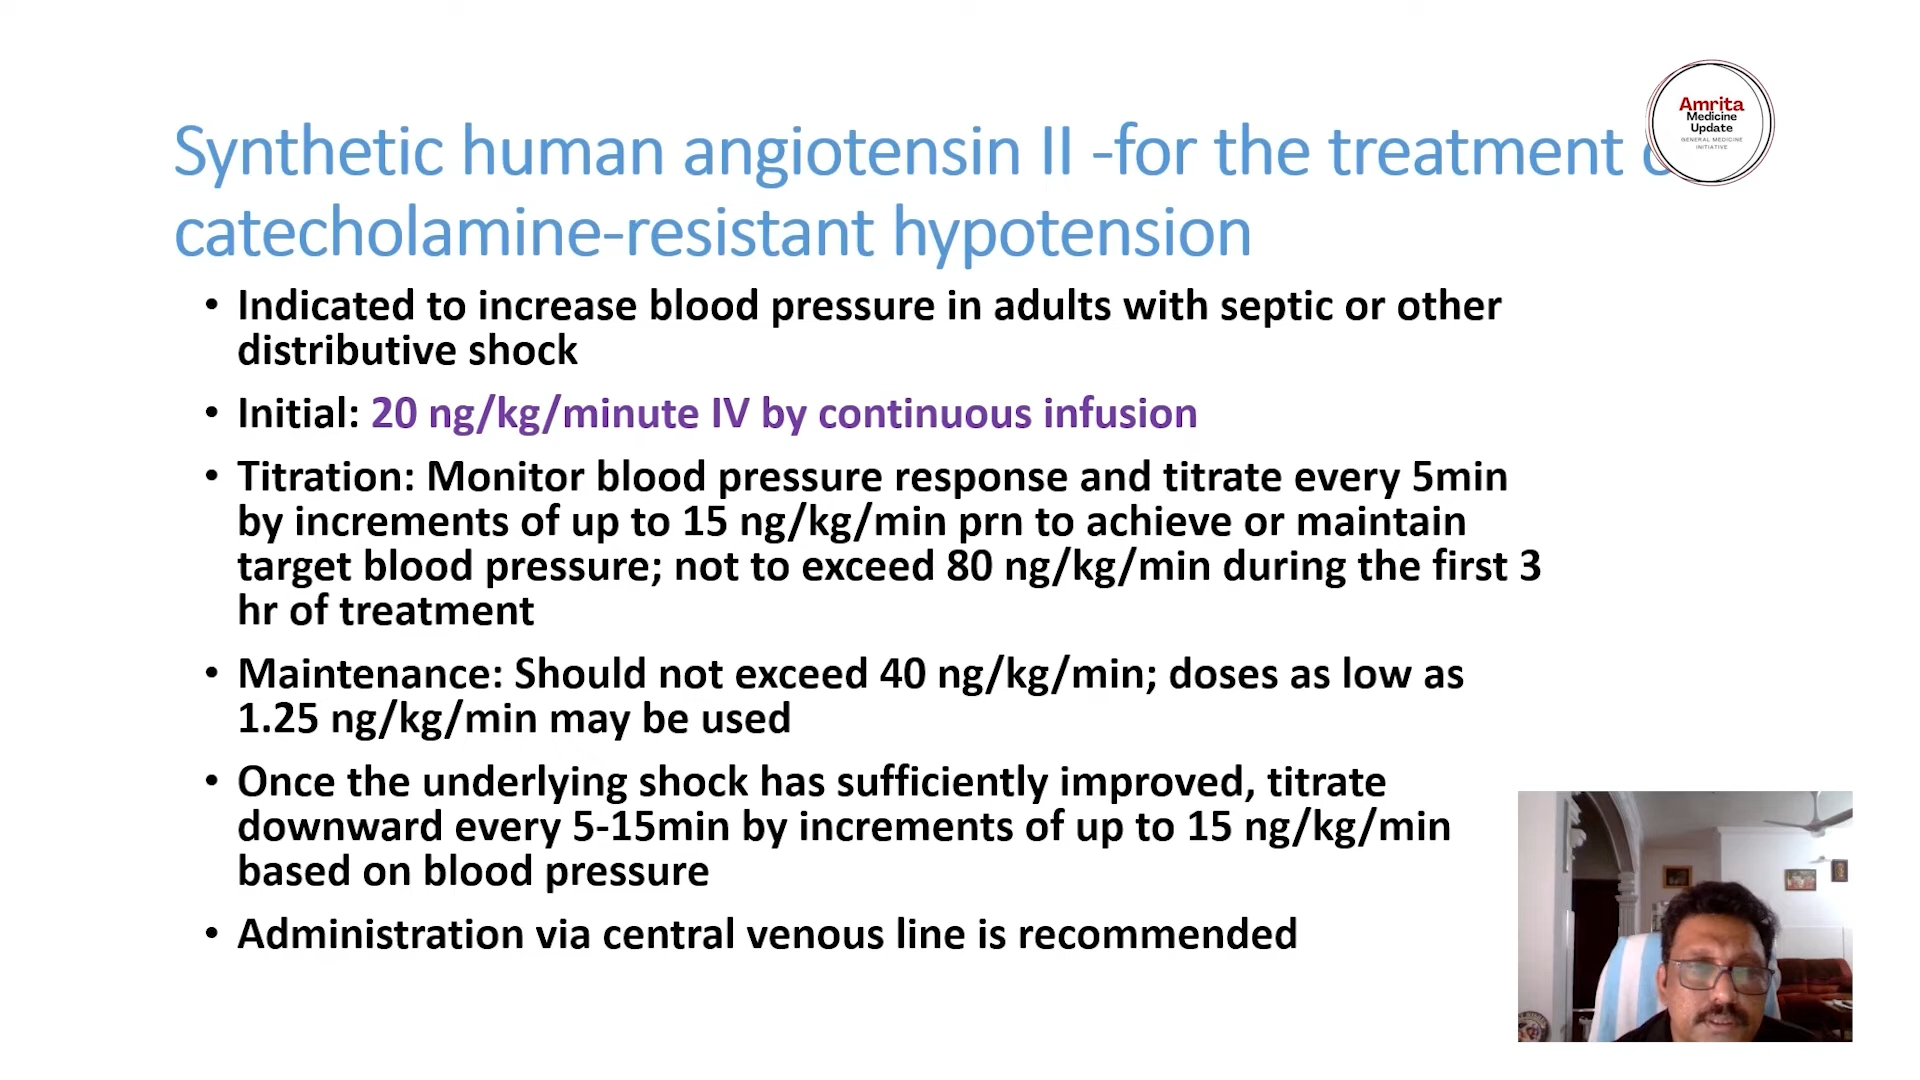 Amrita
Medicine
Update
GENERAL MEDICINE
INITIATIVE
Synthetic human angiotensin II -for the treatment
catecholamine-resistant hypotension
• Indicated to increase blood pressure in adults with septic or other
distributive shock
• Initial: 20 ng/kg/minute IV by continuous infusion
• Titration: Monitor blood pressure response and titrate every 5min
by increments of up to 15 ng/kg/min prn to achieve or maintain
target blood pressure; not to exceed 80 ng/kg/min during the first 3
hr of treatment
• Maintenance: Should not exceed 40 ng/kg/min; doses as low as
1.25 ng/kg/min may be used
• Once the underlying shock has sufficiently improved, titrate
downward every 5-15min by increments of up to 15 ng/kg/min
based on blood pressure
• Administration via central venous line is recommended